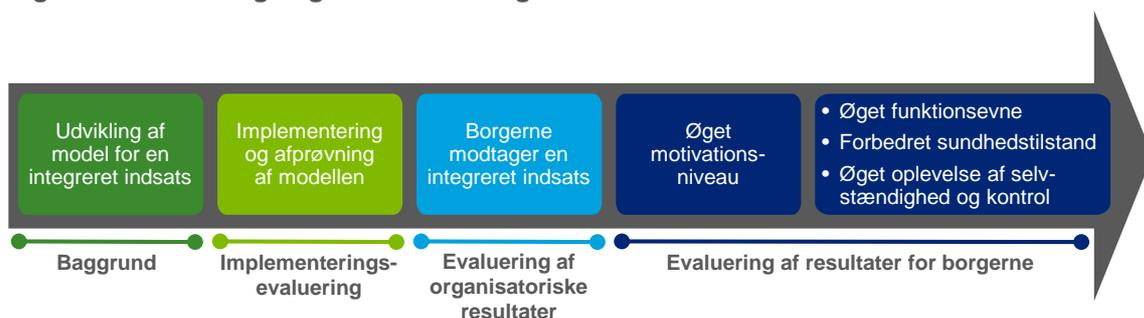 Udvikling af
model for en
integreret indsats
Implementering
og afprøvning
af modellen
Borgerne
modtager en
integreret indsats
Øget
motivations-
niveau
• Øget funktionsevne
• Forbedret sundhedstilstand
• Øget oplevelse af selv-
stændighed og kontrol
Baggrund
Implementerings-
evaluering
Evaluering af
organisatoriske
resultater
Evaluering af resultater for borgerne